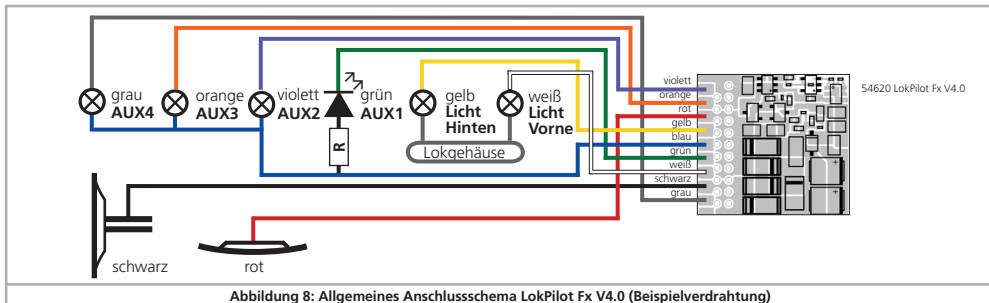 grau
AUX4
orange
AUX3
violett
AUX2
grün
AUX1
R
gelb
Licht
Hinten
weiß
Licht
Vorne
Lokgehäuse
violett
orange
rot
gelb
blau
grün
weiß
schwarz
grau
54620 LokPilot Fx V4.0
schwarz
rot
Abbildung 8: Allgemeines Anschlussschema LokPilot Fx V4.0 (Beispielverdrahtung)